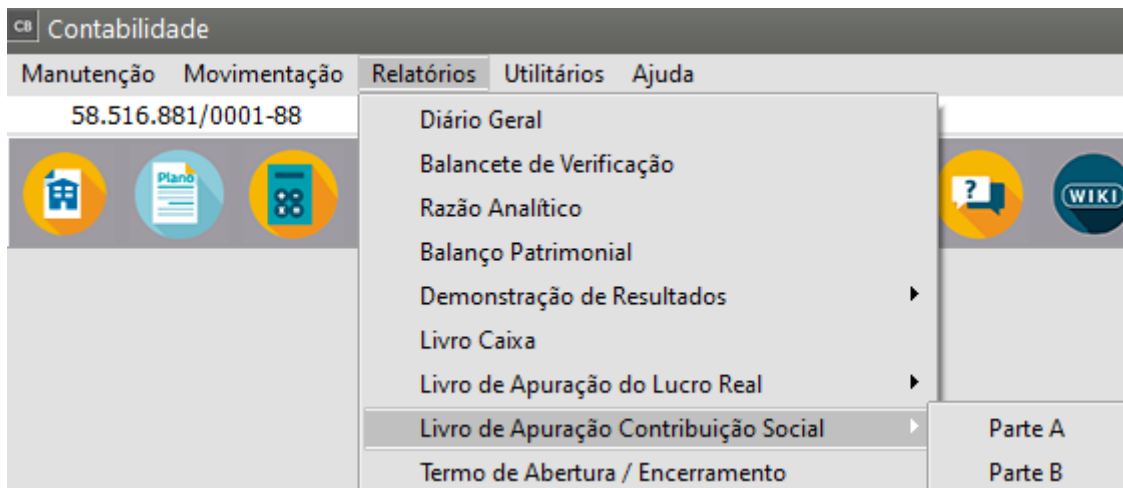 CB Contabilidade
Manutenção Movimentação Relatórios Utilitários Ajuda
58.516.881/0001-88
Diário Geral
Balancete de Verificação
Plano
?
WIKI
Razão Analítico
Balanço Patrimonial
Demonstração de Resultados
Livro Caixa
Livro de Apuração do Lucro Real
Livro de Apuração Contribuição Social
Parte A
Termo de Abertura / Encerramento
Parte B